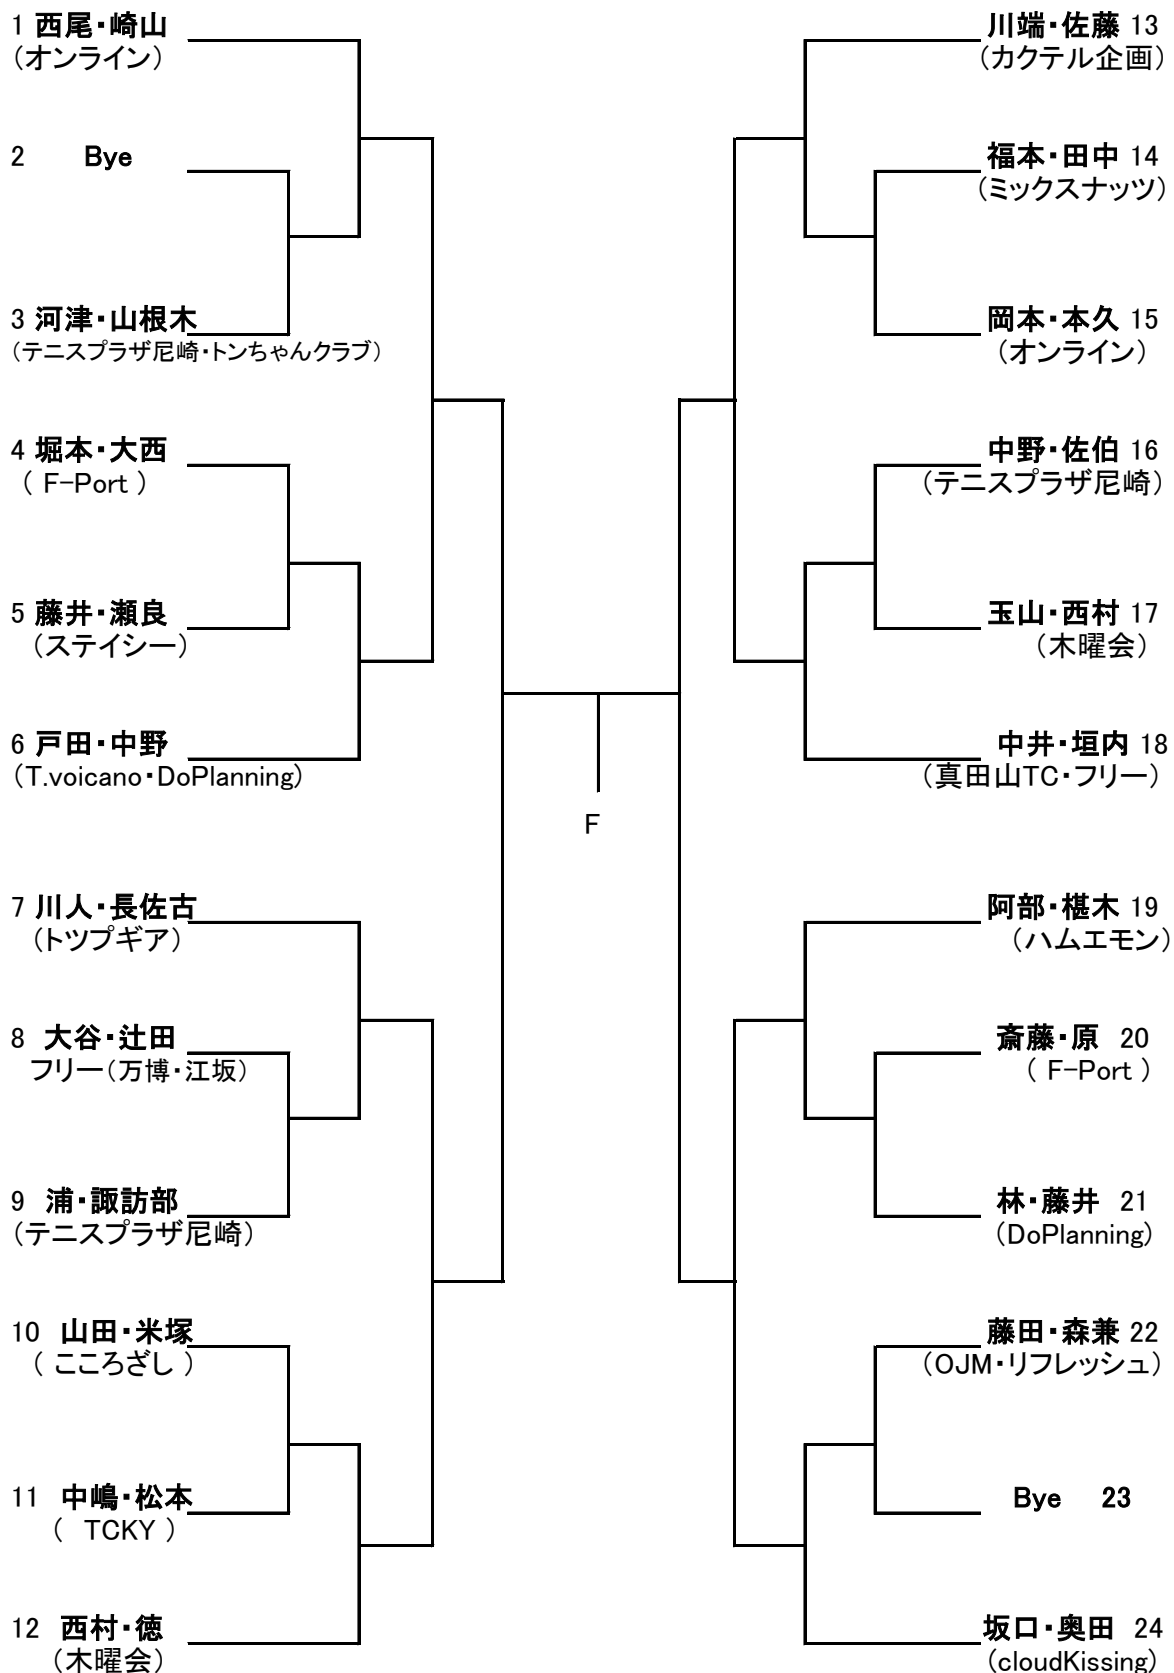 1 西尾・崎山
(オンライン)
2 Bye
3 河津・山根木
(テニスプラザ尼崎・トンちゃんクラブ)
4 堀本・大西
( F-Port )
5 藤井・瀬良
(ステイシー)
6 戸田・中野
(T.voicano・DoPlanning)
7 川人・長佐古
(トツプギア)
8 大谷・辻田
フリー(万博・江坂)
9 浦・諏訪部
(テニスプラザ尼崎)
10 山田・米塚
( こころざし )
11 中嶋・松本
( TCKY )
12 西村・徳
(木曜会)
F
川端・佐藤 13
(カクテル企画)
福本・田中 14
(ミックスナッツ)
岡本・本久 15
(オンライン)
中野・佐伯 16
(テニスプラザ尼崎)
玉山・西村 17
(木曜会)
中井・垣内 18
(真田山TC・フリー)
阿部・椹木 19
(ハムエモン)
斎藤・原 20
( F-Port )
林・藤井 21
(DoPlanning)
藤田・森兼 22
(OJM・リフレッシュ)
Bye 23
坂口・奥田 24
(cloudKissing)